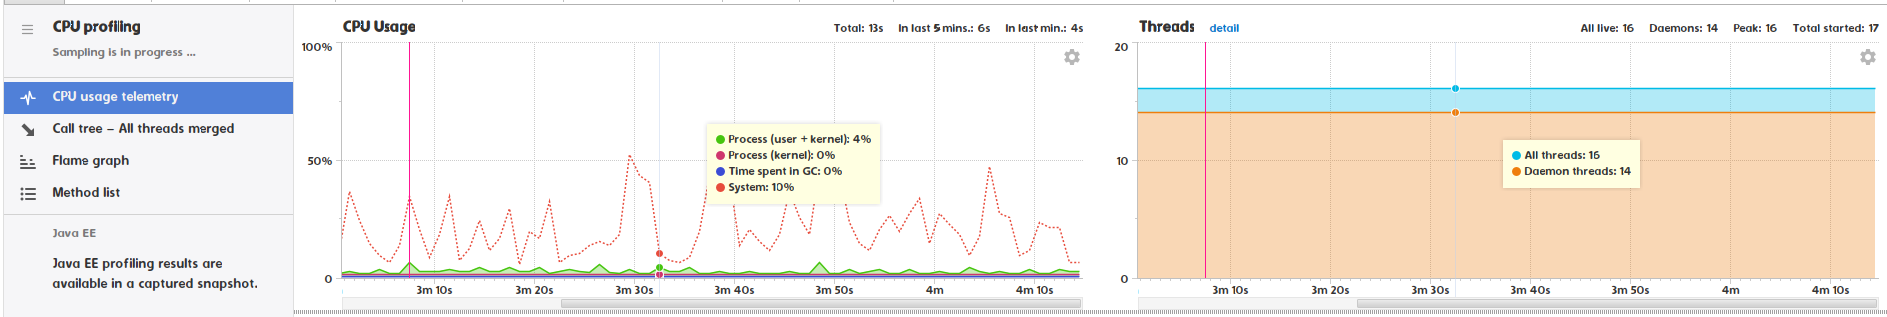 CPU profiling
Sampling is in progress ...
CPU usage telemetry
Call tree – All threads merged
Flame graph
Method list
Java EE
Java EE profiling results are
available in a captured snapshot.
CPU Usage
Total: 13s In last 5 mins.: 6s In last min.: 4s
100%
50%
0
Process (user + kernel): 4%
Process (kernel): 0%
Time spent in GC: 0%
System: 10%
3m 10s 3m 20s 3m 30s 3m 40s 3m 50s 4m 4m 10s
Threads detail
All live: 16 Daemons: 14 Peak: 16 Total started: 17
20
10
0
All threads: 16
Daemon threads: 14
3m 10s 3m 20s 3m 30s 3m 40s 3m 50s 4m 4m 10s